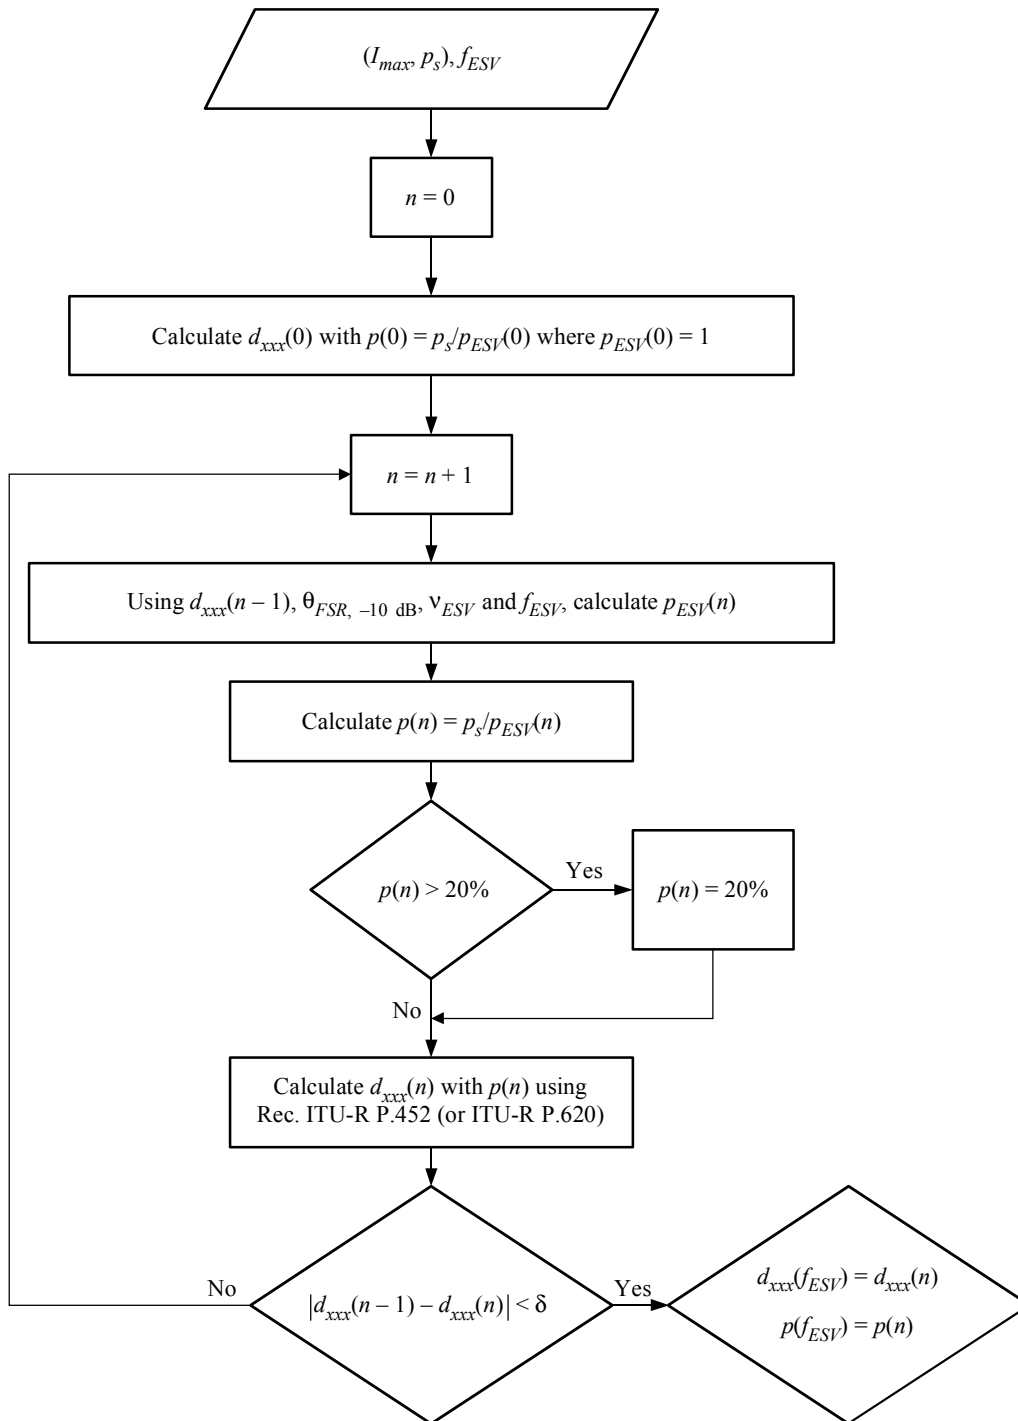 (I_max, p_s), f_ESV
n = 0
Calculate d_xxx(0) with p(0) = p_s/p_ESV(0) where p_ESV(0) = 1
n = n + 1
Using d_xxx(n – 1), θ_FSR, –10 dB, ν_ESV and f_ESV, calculate p_ESV(n)
Calculate p(n) = p_s/p_ESV(n)
p(n) > 20%
Yes
p(n) = 20%
No
Calculate d_xxx(n) with p(n) using
Rec. ITU-R P.452 (or ITU-R P.620)
No
|d_xxx(n – 1) – d_xxx(n)| < δ
Yes
d_xxx(f_ESV) = d_xxx(n)
p(f_ESV) = p(n)